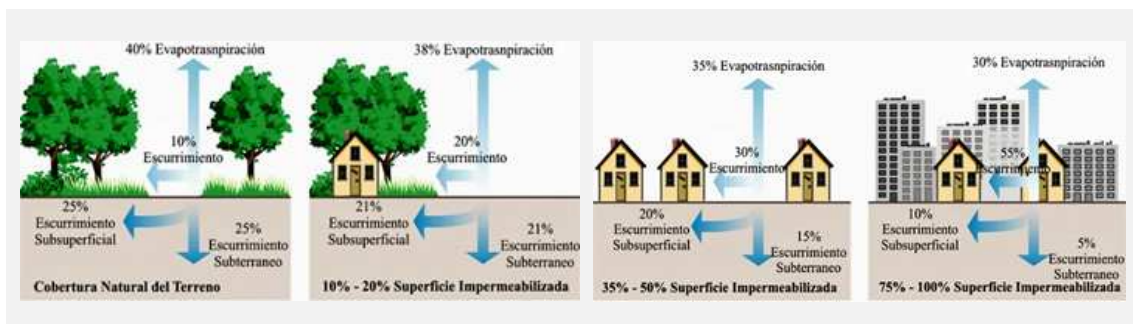 40% Evapotrasnpiración
10%
Escurrimiento
25%
Escurrimiento
Subsuperficial
25%
Escurrimiento
Subterraneo
Cobertura Natural del Terreno
38% Evapotrasnpiración
20%
Escurrimiento
21%
Escurrimiento
Subsuperficial
21%
Escurrimiento
Subterraneo
10% - 20% Superficie Impermeabilizada
35% Evapotrasnpiración
30%
Escurrimiento
20%
Escurrimiento
Subsuperficial
15%
Escurrimiento
Subterraneo
35% - 50% Superficie Impermeabilizada
30% Evapotrasnpiración
55%
Escurrimiento
10%
Escurrimiento
Subsuperficial
5%
Escurrimiento
Subterraneo
75% - 100% Superficie Impermeabilizada